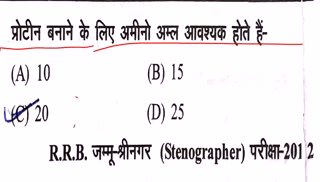 प्रोटीन बनाने के लिए अमीनो अम्ल आवश्यक होते हैं-
(A) 10 (B) 15
(C) 20 (D) 25
R.R.B. जम्मू-श्रीनगर (Stenographer) परीक्षा-2012